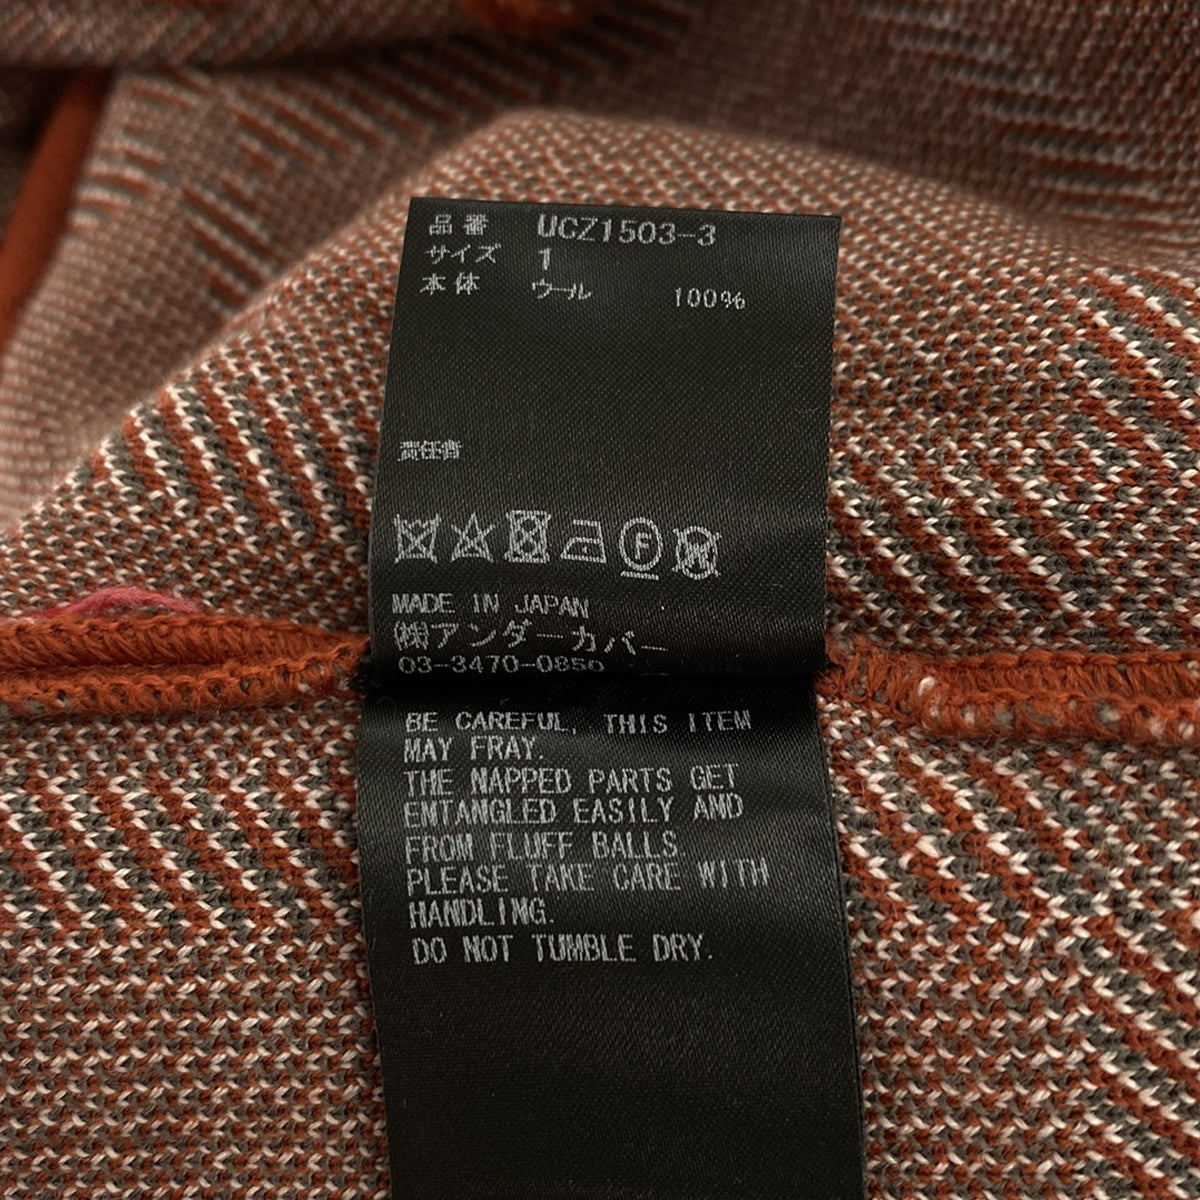 品番 UCZ1503-3
サイズ 1
本体 ウール 100%
責任者
F
W
MADE IN JAPAN
㈱アンダーカバー
03-3470-0850
BE CAREFUL, THIS ITEM
MAY FRAY.
THE NAPPED PARTS GET
ENTANGLED EASILY AND
FROM FLUFF BALLS
PLEASE TAKE CARE WITH
HANDLING.
DO NOT TUMBLE DRY.